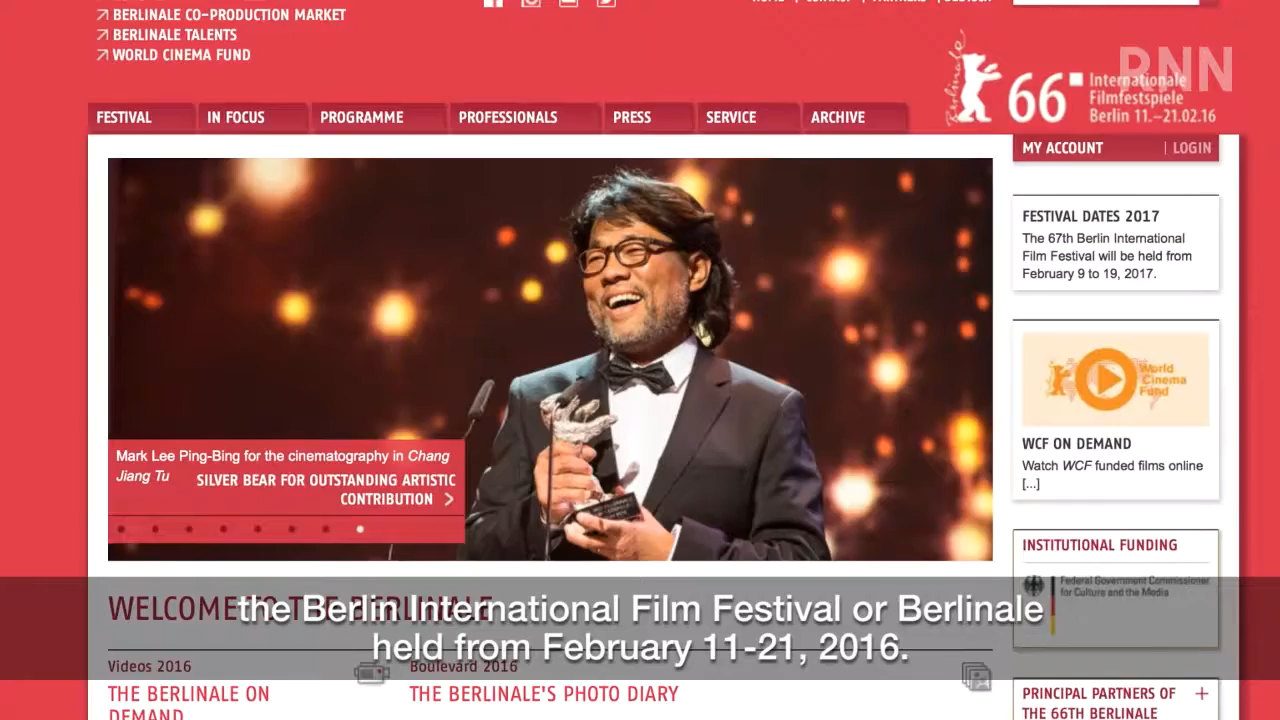 BERLINALE CO-PRODUCTION MARKET
BERLINALE TALENTS
WORLD CINEMA FUND
Berlinale
66
Internationale
Filmfestspiele
Berlin 11.–21.02.16
RNN
FESTIVAL
IN FOCUS
PROGRAMME
PROFESSIONALS
PRESS
SERVICE
ARCHIVE
MY ACCOUNT | LOGIN
FESTIVAL DATES 2017
The 67th Berlin International
Film Festival will be held from
February 9 to 19, 2017.
World
Cinema
Fund
WCF ON DEMAND
Watch WCF funded films online
[...]
INSTITUTIONAL FUNDING
Federal Government Commissioner
for Culture and the Media
PRINCIPAL PARTNERS OF +
THE 66TH BERLINALE
Mark Lee Ping-Bing for the cinematography in Chang
Jiang Tu
SILVER BEAR FOR OUTSTANDING ARTISTIC
CONTRIBUTION
WELCOME TO THE BERLINALE
the Berlin International Film Festival or Berlinale
held from February 11-21, 2016.
Videos 2016
THE BERLINALE ON
DEMAND
Boulevard 2016
THE BERLINALE'S PHOTO DIARY